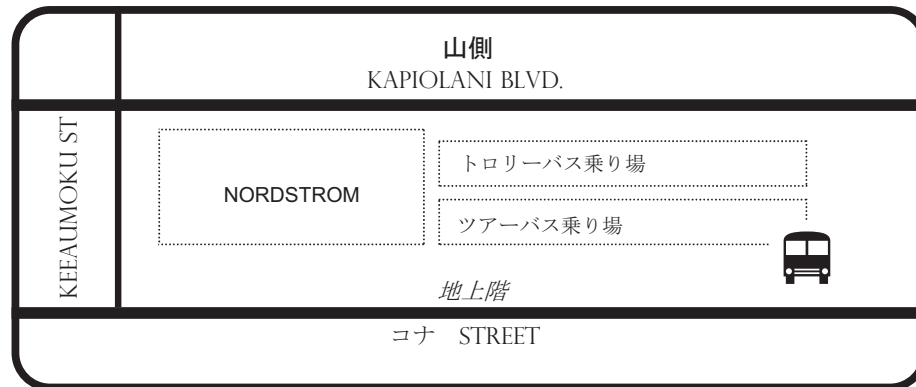 山側
KAPIOLANI BLVD.
KEEAUMOKU ST
NORDSTROM
トロリーバス乗り場
ツアーバス乗り場
地上階
コナ　STREET